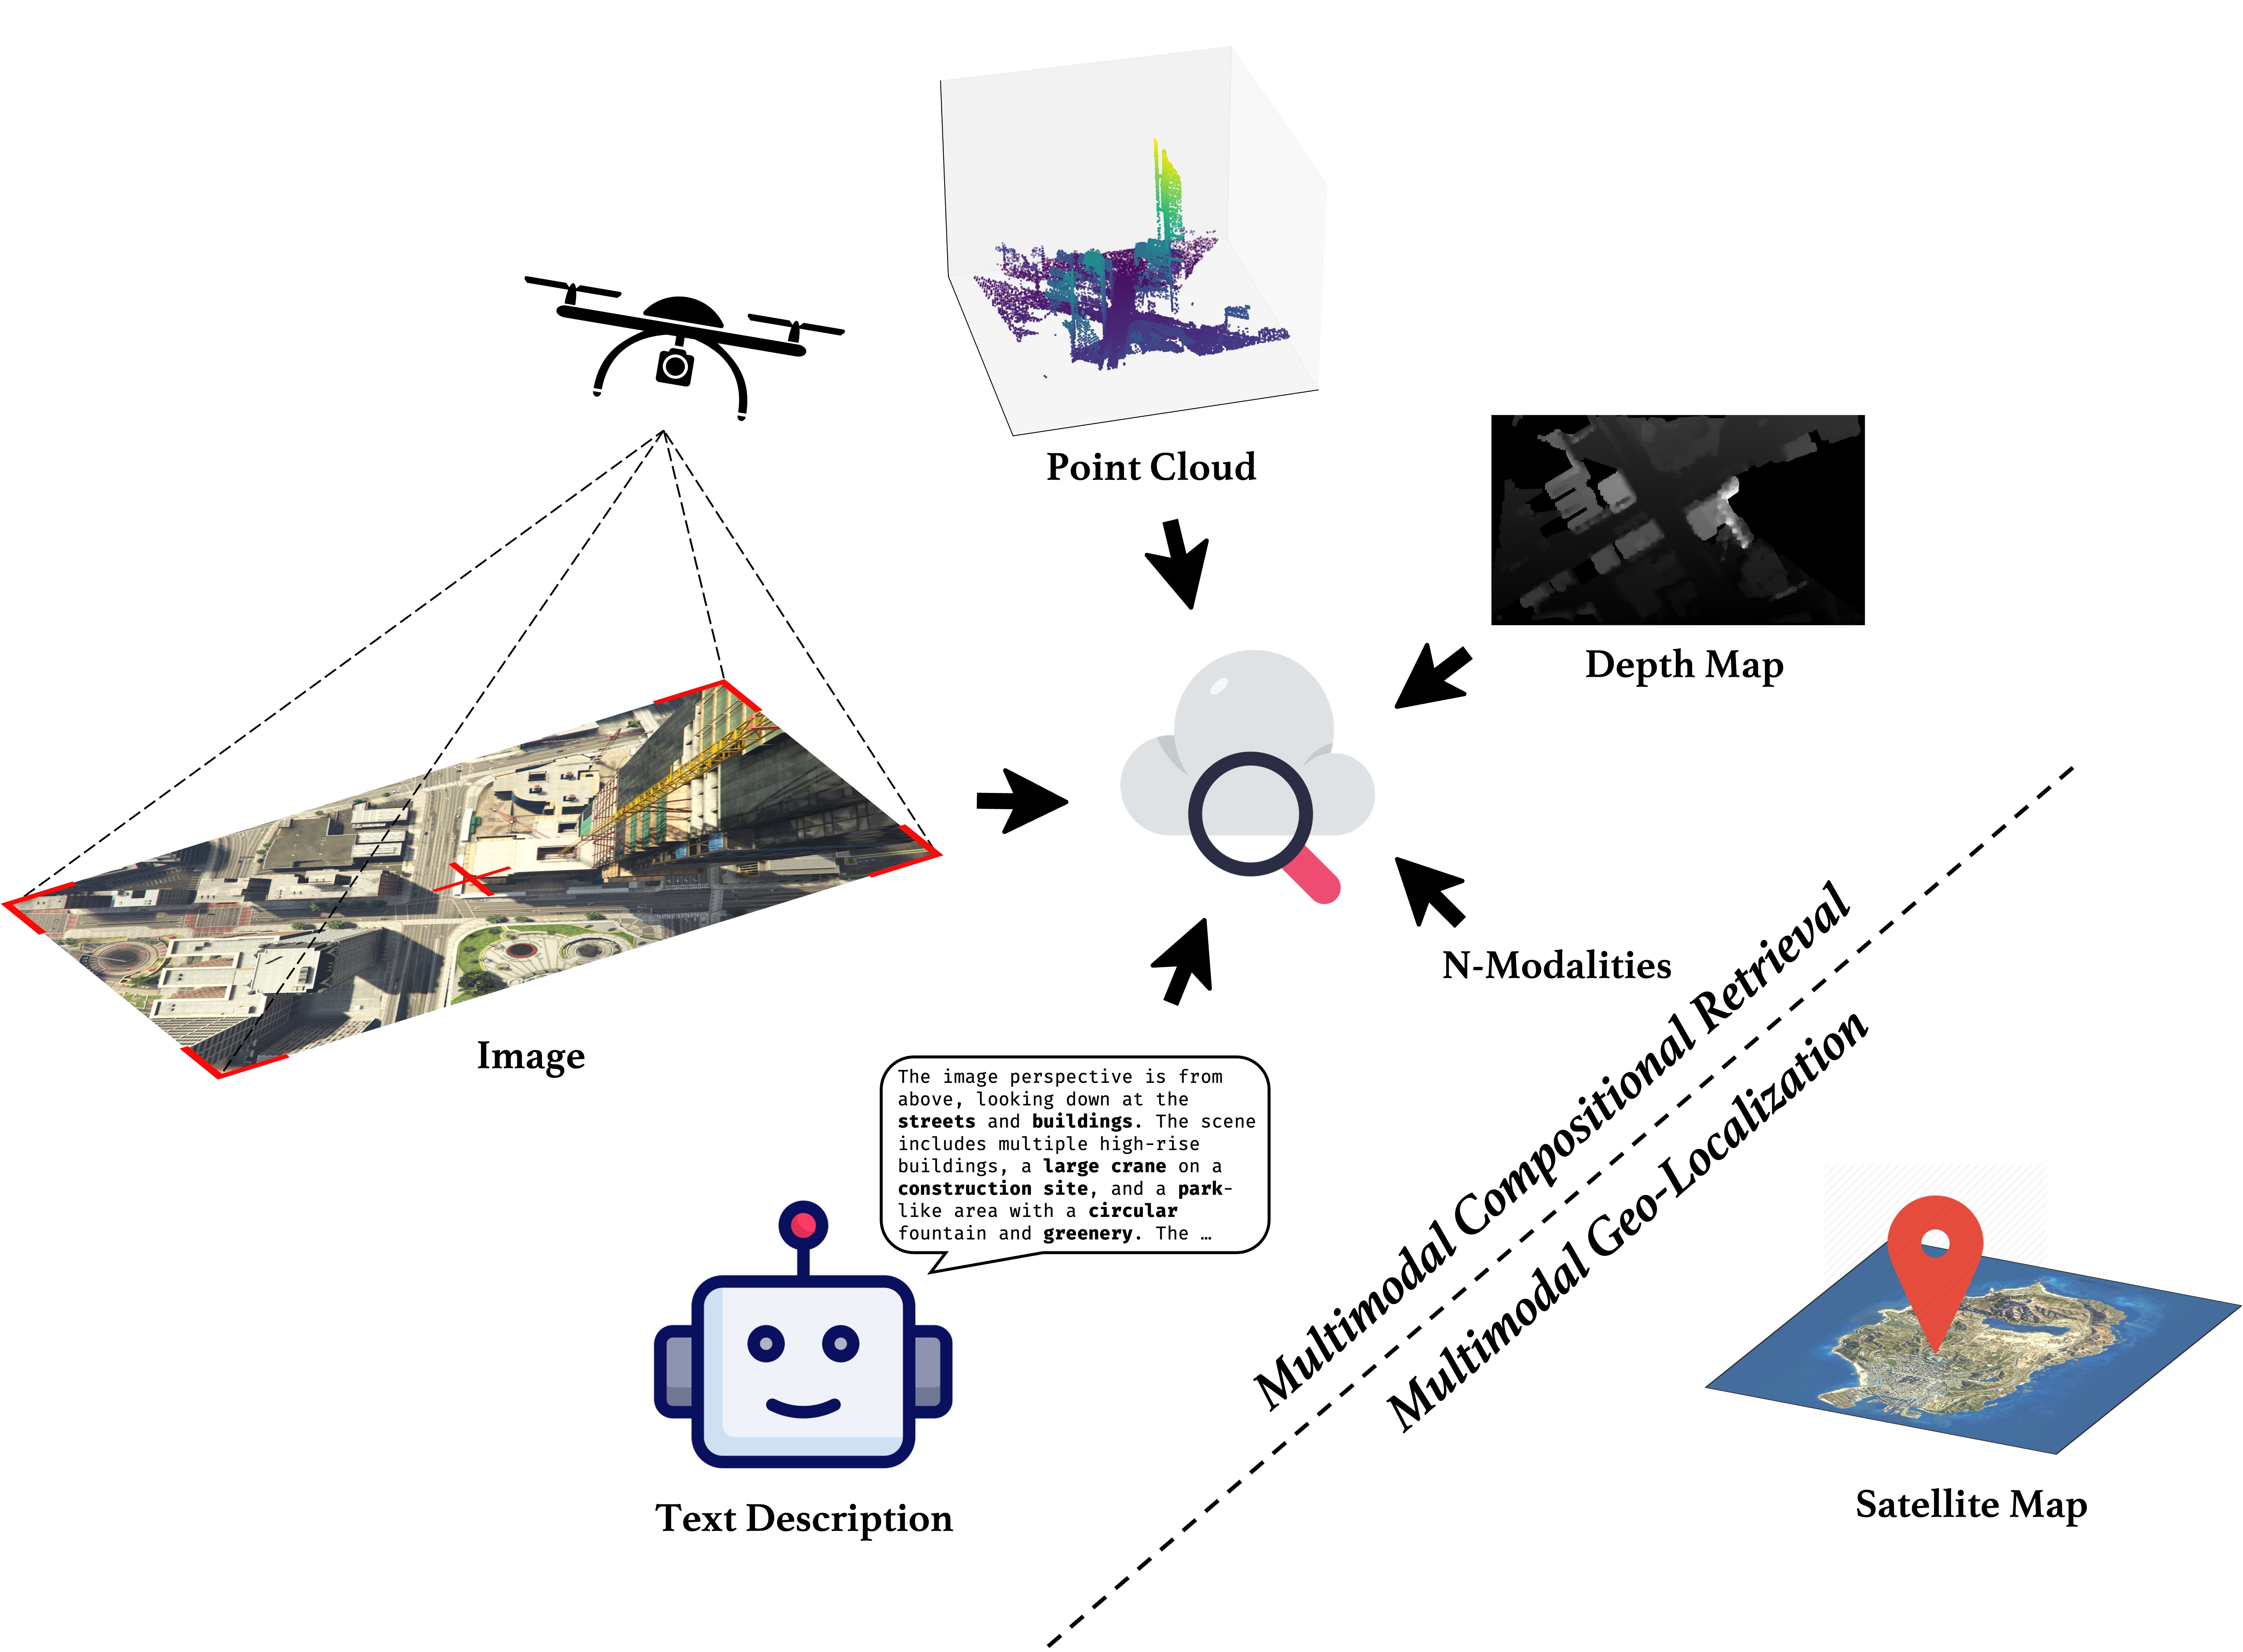 Point Cloud
Depth Map
N-Modalities
Image
The image perspective is from
above, looking down at the
streets and buildings. The scene
includes multiple high-rise
buildings, a large crane on a
construction site, and a park-
like area with a circular
fountain and greenery. The …
Text Description
Multimodal Compositional Retrieval
Multimodal Geo-Localization
Satellite Map